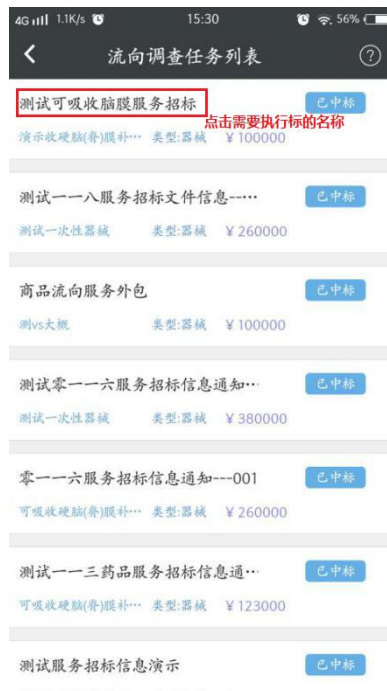 4G 1.1K/s 15:30 56%
流向调查任务列表 ?
测试可吸收脑膜服务招标 已中标
点击需要执行标的名称
演示收硬脑(脊)膜补… 类型:器械 ¥100000
测试一一八服务招标文件信息--… 已中标
测试一次性器械 类型:器械 ¥260000
商品流向服务外包 已中标
测vs大概 类型:器械 ¥100000
测试零一一六服务招标信息通知… 已中标
测试一次性器械 类型:器械 ¥380000
零一一六服务招标信息通知---001 已中标
可吸收硬脑(脊)膜补… 类型:器械 ¥260000
测试一一三药品服务招标信息通… 已中标
可吸收硬脑(脊)膜补… 类型:器械 ¥123000
测试服务招标信息演示 已中标